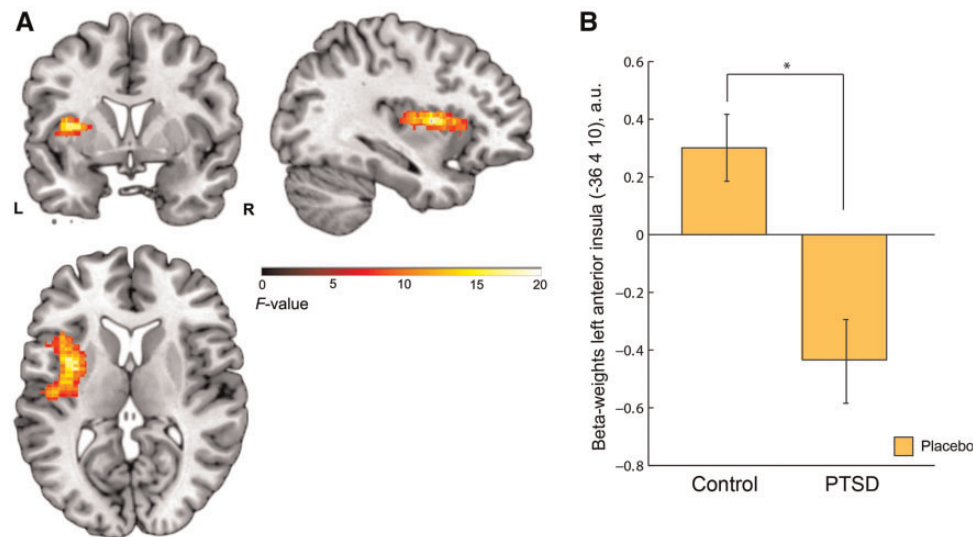 A
L
R
0
5
10
15
20
F-value
B
Beta-weights left anterior insula (-36 4 10), a.u.
0.6
0.4
0.2
0
−0.2
−0.4
−0.6
−0.8
*
Placebo
Control
PTSD